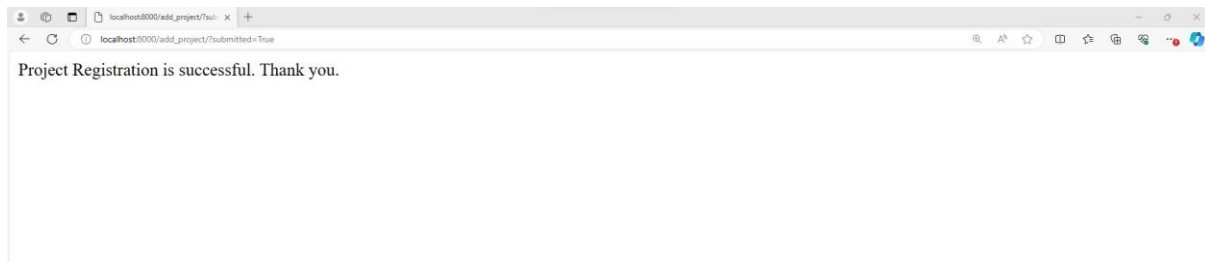 localhost:8000/add_project/?sub
localhost:8000/add_project/?submitted=True
Project Registration is successful. Thank you.